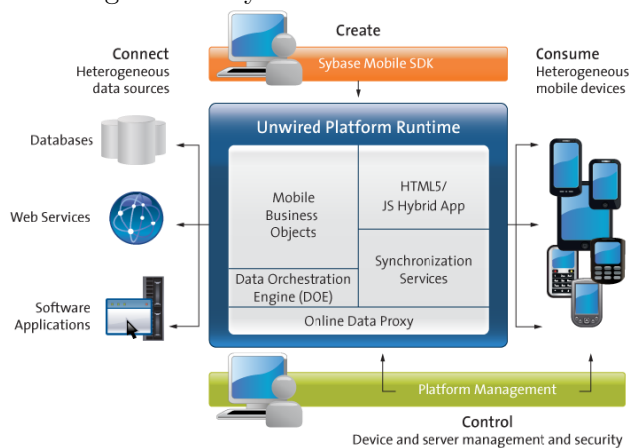 Create
Connect
Heterogeneous
data sources
Sybase Mobile SDK
Consume
Heterogeneous
mobile devices
Databases
Web Services
Software
Applications
Unwired Platform Runtime
Mobile
Business
Objects
HTML5/
JS Hybrid App
Data Orchestration
Engine (DOE)
Synchronization
Services
Online Data Proxy
Platform Management
Control
Device and server management and security